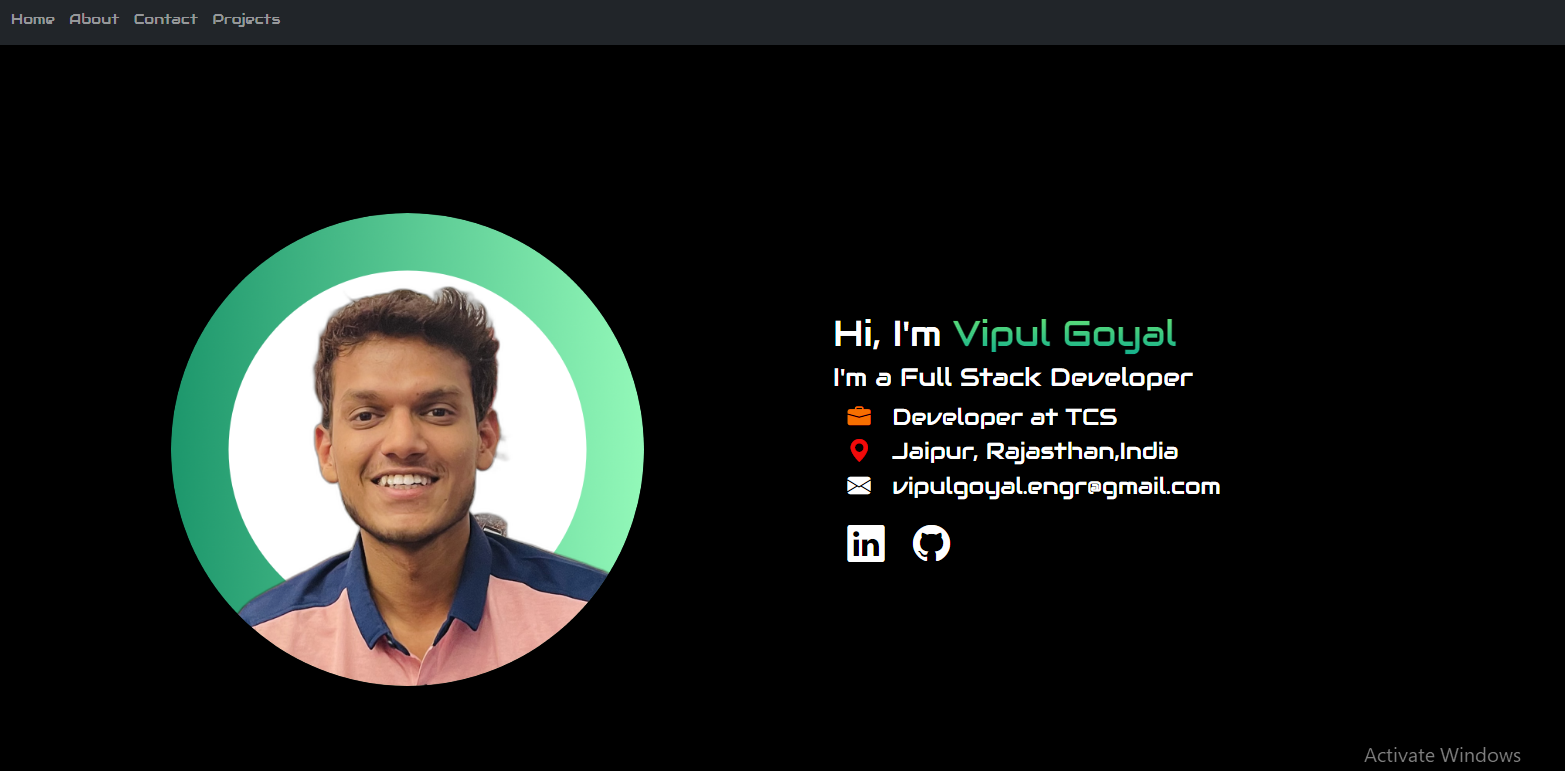 Home About Contact Projects
Hi, I'm Vipul Goyal
I'm a Full Stack Developer
Developer at TCS
Jaipur, Rajasthan,India
vipulgoyal.engr@gmail.com
in
Activate Windows